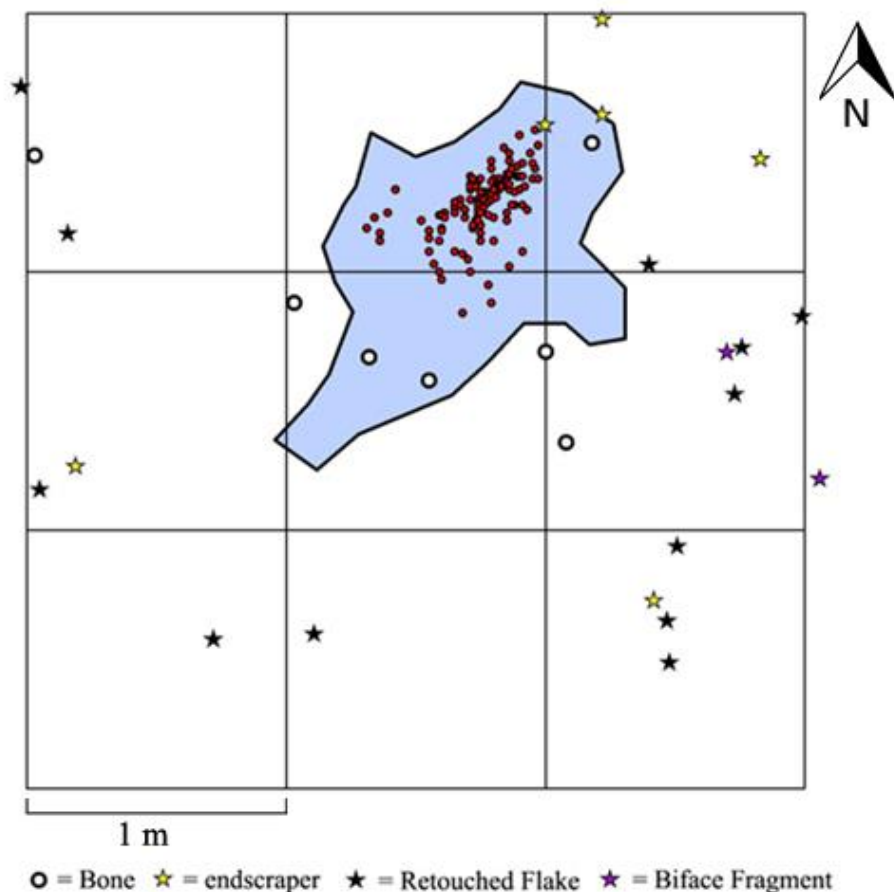 N
1 m
= Bone = endscraper = Retouched Flake = Biface Fragment